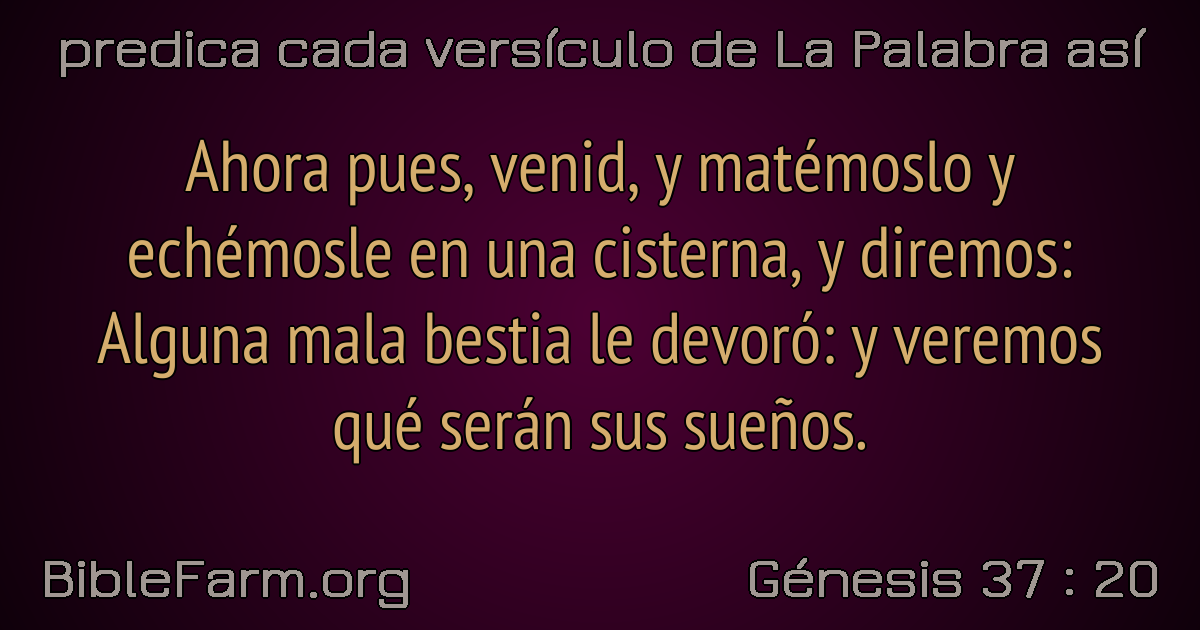 predica cada versículo de La Palabra así
Ahora pues, venid, y matémoslo y
echémosle en una cisterna, y diremos:
Alguna mala bestia le devoró: y veremos
qué serán sus sueños.
BibleFarm.org
Génesis 37 : 20